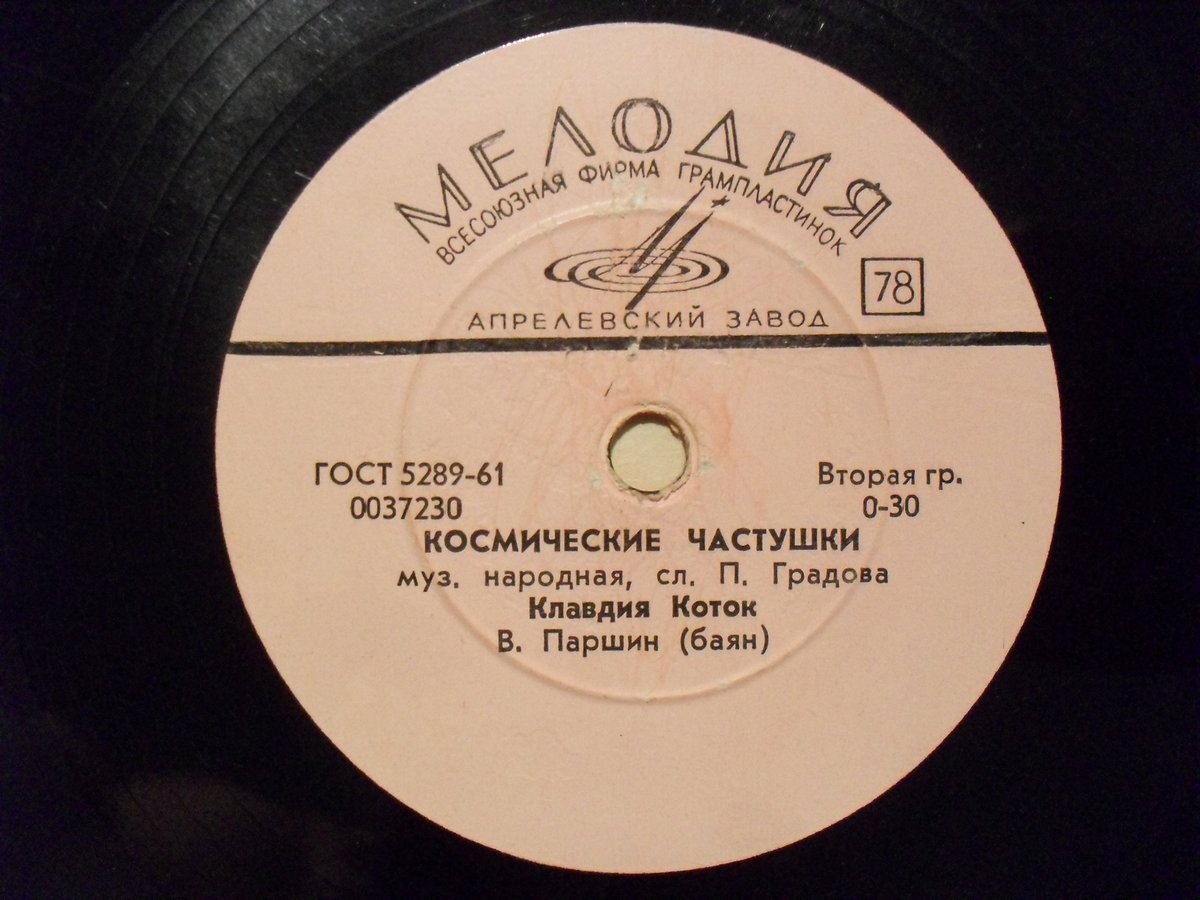 МЕЛОДИЯ
ВСЕСОЮЗНАЯ ФИРМА ГРАМПЛАСТИНОК
78
АПРЕЛЕВСКИЙ ЗАВОД
ГОСТ 5289-61 Вторая гр.
0037230 0-30
КОСМИЧЕСКИЕ ЧАСТУШКИ
муз. народная, сл. П. Градова
Клавдия Коток
В. Паршин (баян)